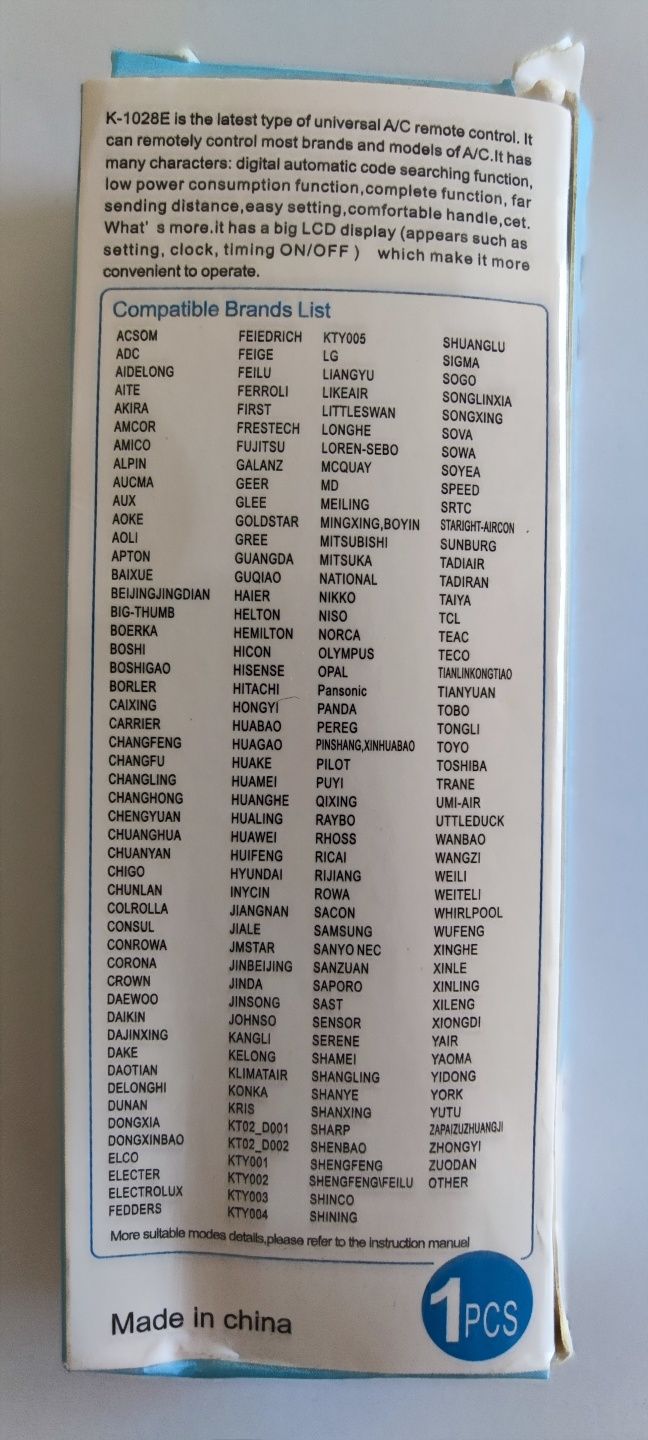 K-1028E is the latest type of universal A/C remote control. It
can remotely control most brands and models of A/C.It has
many characters: digital automatic code searching function,
low power consumption function,complete function, far
sending distance,easy setting,comfortable handle,cet.
What's more.it has a big LCD display (appears such as
setting, clock, timing ON/OFF ) which make it more
convenient to operate.
Compatible Brands List
ACSOM
ADC
AIDELONG
AITE
AKIRA
AMCOR
AMICO
ALPIN
AUCMA
AUX
AOKE
AOLI
APTON
BAIXUE
BEIJINGJINGDIAN
BIG-THUMB
BOERKA
BOSHI
BOSHIGAO
BORLER
CAIXING
CARRIER
CHANGFENG
CHANGFU
CHANGLING
CHANGHONG
CHENGYUAN
CHUANGHUA
CHUANYAN
CHIGO
CHUNLAN
COLROLLA
CONSUL
CONROWA
CORONA
CROWN
DAEWOO
DAIKIN
DAJINXING
DAKE
DAOTIAN
DELONGHI
DUNAN
DONGXIA
DONGXINBAO
ELCO
ELECTER
ELECTROLUX
FEDDERS
FEIEDRICH
FEIGE
FEILU
FERROLI
FIRST
FRESTECH
FUJITSU
GALANZ
GEER
GLEE
GOLDSTAR
GREE
GUANGDA
GUQIAO
HAIER
HELTON
HEMILTON
HICON
HISENSE
HITACHI
HONGYI
HUABAO
HUAGAO
HUAKE
HUAMEI
HUANGHE
HUALING
HUAWEI
HUIFENG
HYUNDAI
INYCIN
JIANGNAN
JIALE
JMSTAR
JINBEIJING
JINDA
JINSONG
JOHNSO
KANGLI
KELONG
KLIMATAIR
KONKA
KRIS
KT02_D001
KT02_D002
KTY001
KTY002
KTY003
KTY004
KTY005
LG
LIANGYU
LIKEAIR
LITTLESWAN
LONGHE
LOREN-SEBO
MCQUAY
MD
MEILING
MINGXING,BOYIN
MITSUBISHI
MITSUKA
NATIONAL
NIKKO
NISO
NORCA
OLYMPUS
OPAL
Pansonic
PANDA
PEREG
PINSHANG,XINHUABAO
PILOT
PUYI
QIXING
RAYBO
RHOSS
RICAI
RIJIANG
ROWA
SACON
SAMSUNG
SANYO NEC
SANZUAN
SAPORO
SAST
SENSOR
SERENE
SHAMEI
SHANGLING
SHANYE
SHANXING
SHARP
SHENBAO
SHENGFENG
SHENGFENG\FEILU
SHINCO
SHINING
SHUANGLU
SIGMA
SOGO
SONGLINXIA
SONGXING
SOVA
SOWA
SOYEA
SPEED
SRTC
STARIGHT-AIRCON
SUNBURG
TADIAIR
TADIRAN
TAIYA
TCL
TEAC
TECO
TIANLINKONGTIAO
TIANYUAN
TOBO
TONGLI
TOYO
TOSHIBA
TRANE
UMI-AIR
UTTLEDUCK
WANBAO
WANGZI
WEILI
WEITELI
WHIRLPOOL
WUFENG
XINGHE
XINLE
XINLING
XILENG
XIONGDI
YAIR
YAOMA
YIDONG
YORK
YUTU
ZAPAIZUZHUANGJI
ZHONGYI
ZUODAN
OTHER
More suitable modes details,please refer to the instruction manual
Made in china
1PCS